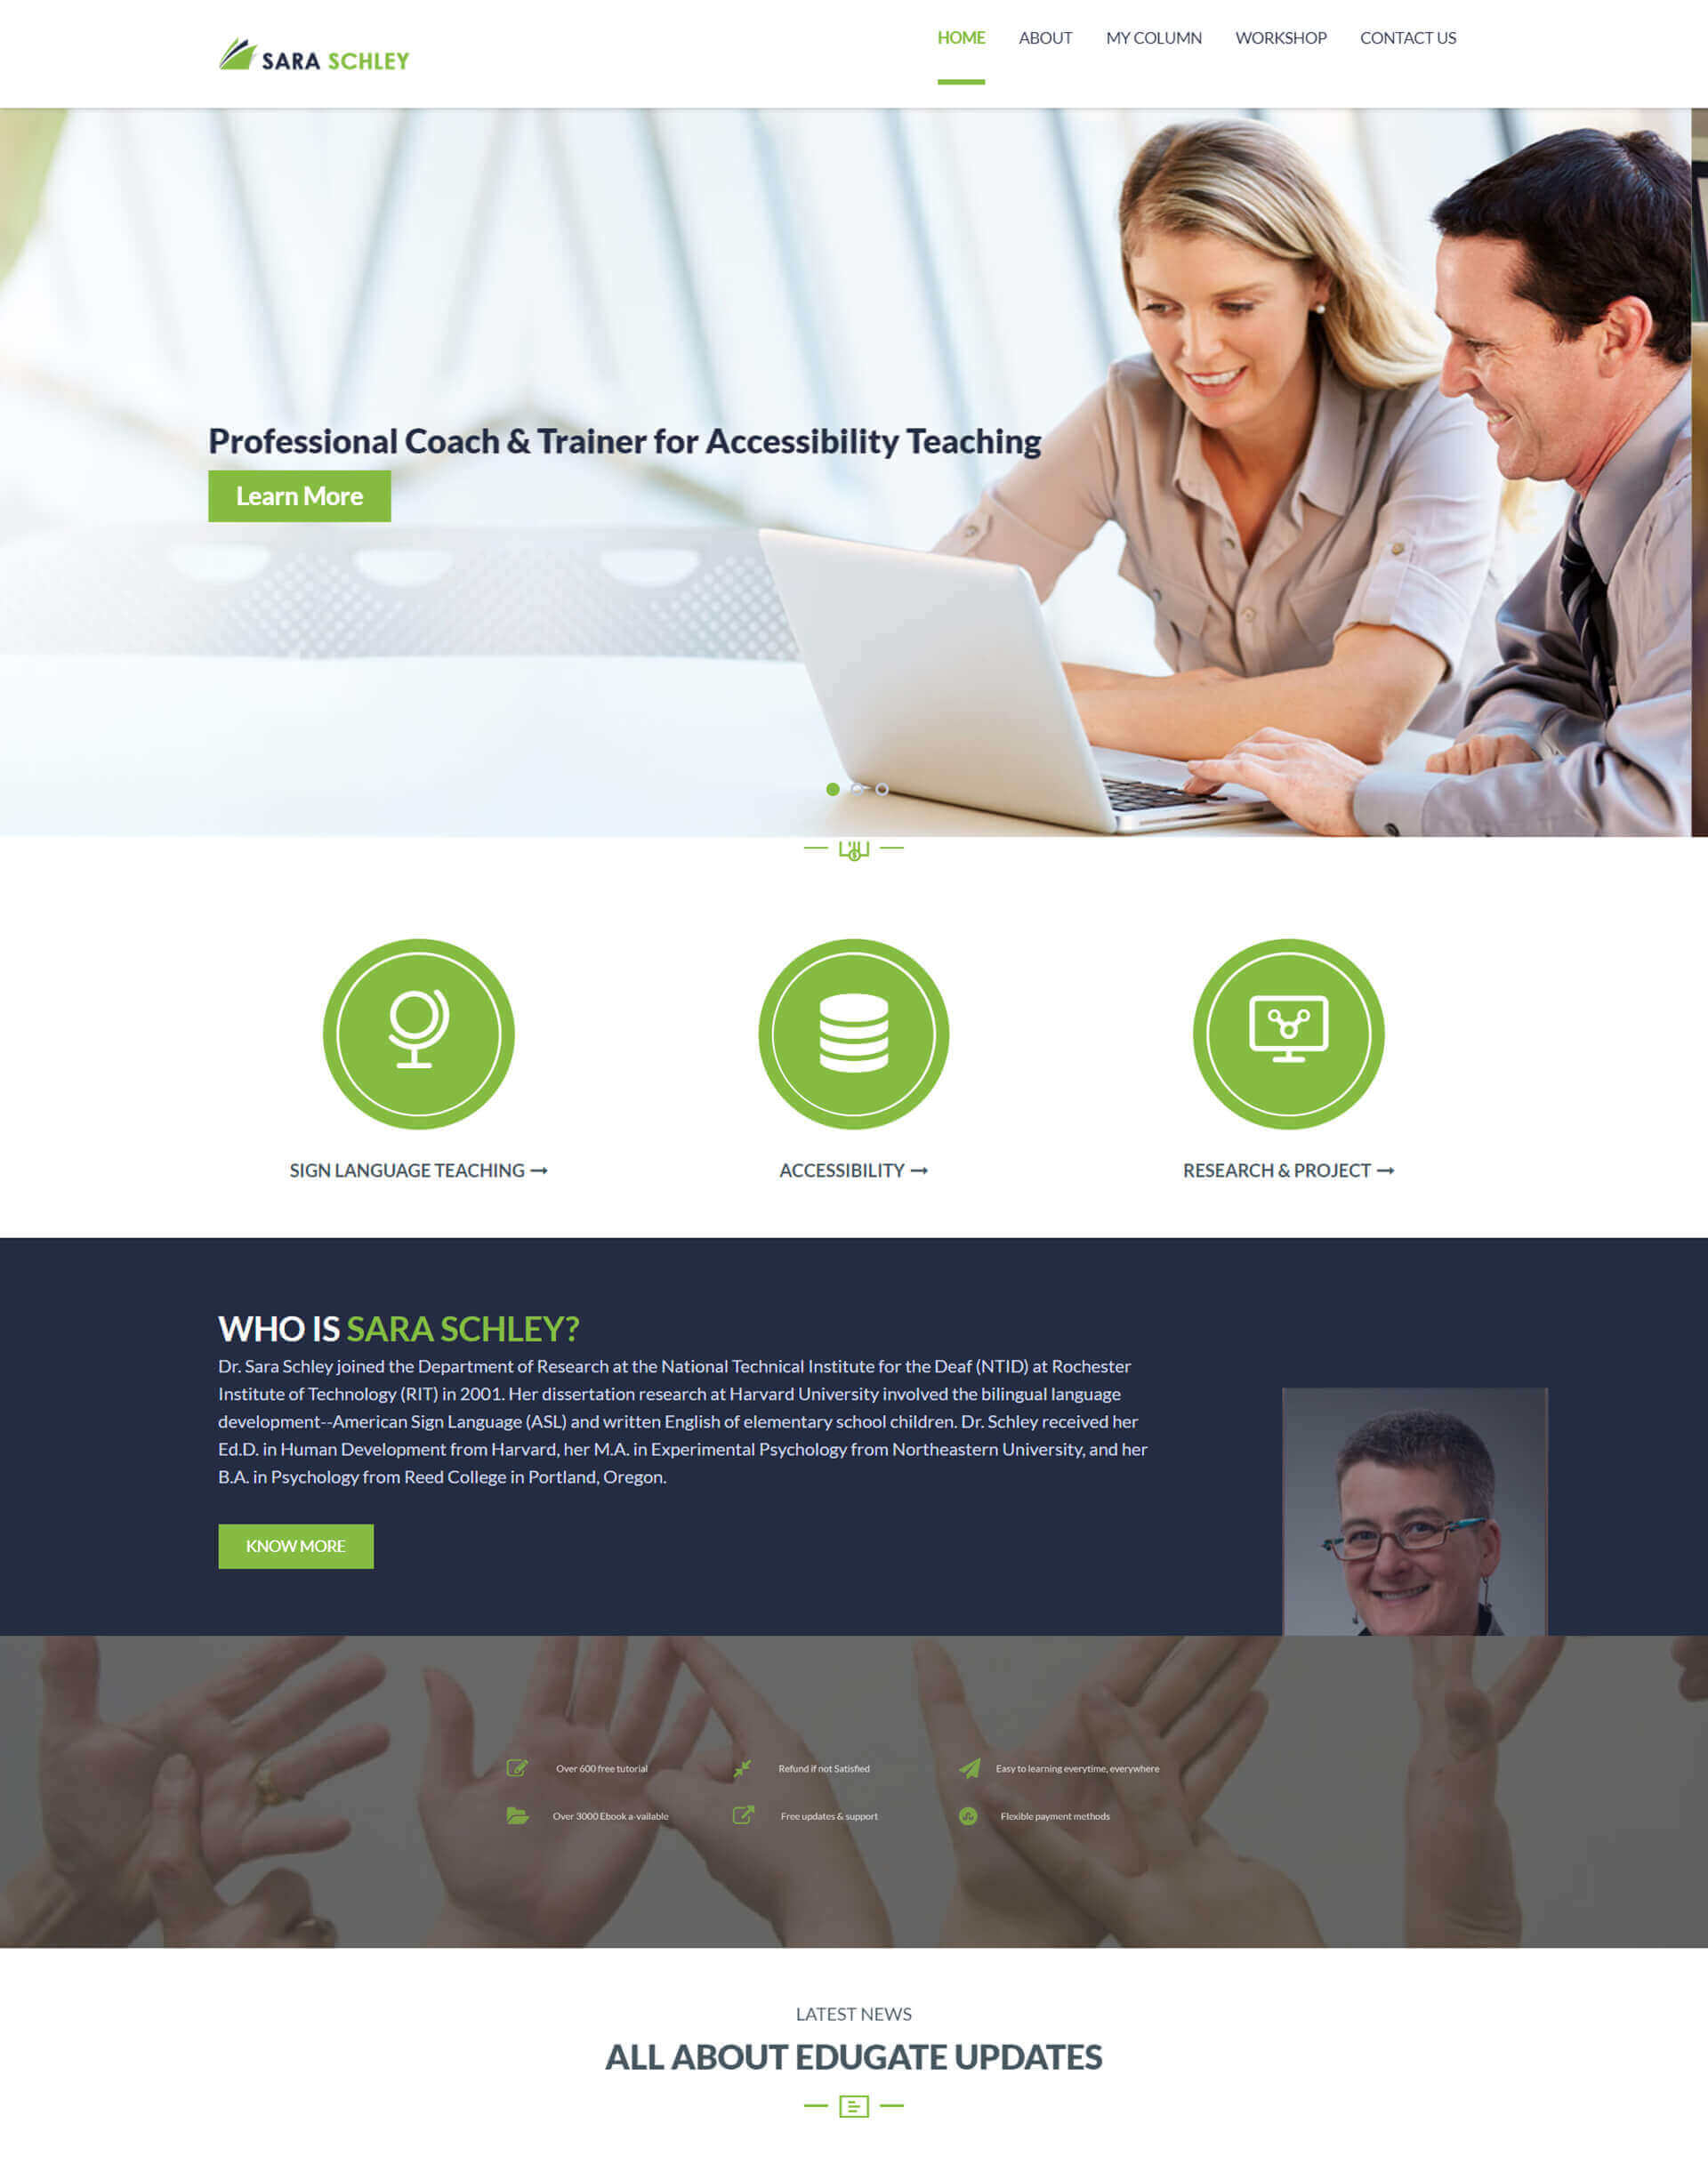 SARA SCHLEY
HOME ABOUT MY COLUMN WORKSHOP CONTACT US
Professional Coach & Trainer for Accessibility Teaching
Learn More
SIGN LANGUAGE TEACHING →
ACCESSIBILITY →
RESEARCH & PROJECT →
WHO IS SARA SCHLEY?
Dr. Sara Schley joined the Department of Research at the National Technical Institute for the Deaf (NTID) at Rochester
Institute of Technology (RIT) in 2001. Her dissertation research at Harvard University involved the bilingual language
development--American Sign Language (ASL) and written English of elementary school children. Dr. Schley received her
Ed.D. in Human Development from Harvard, her M.A. in Experimental Psychology from Northeastern University, and her
B.A. in Psychology from Reed College in Portland, Oregon.
KNOW MORE
Over 600 free tutorial
Refund if not Satisfied
Easy to learning everytime, everywhere
Over 3000 Ebook a-vailable
Free updates & support
Flexible payment methods
LATEST NEWS
ALL ABOUT EDUGATE UPDATES